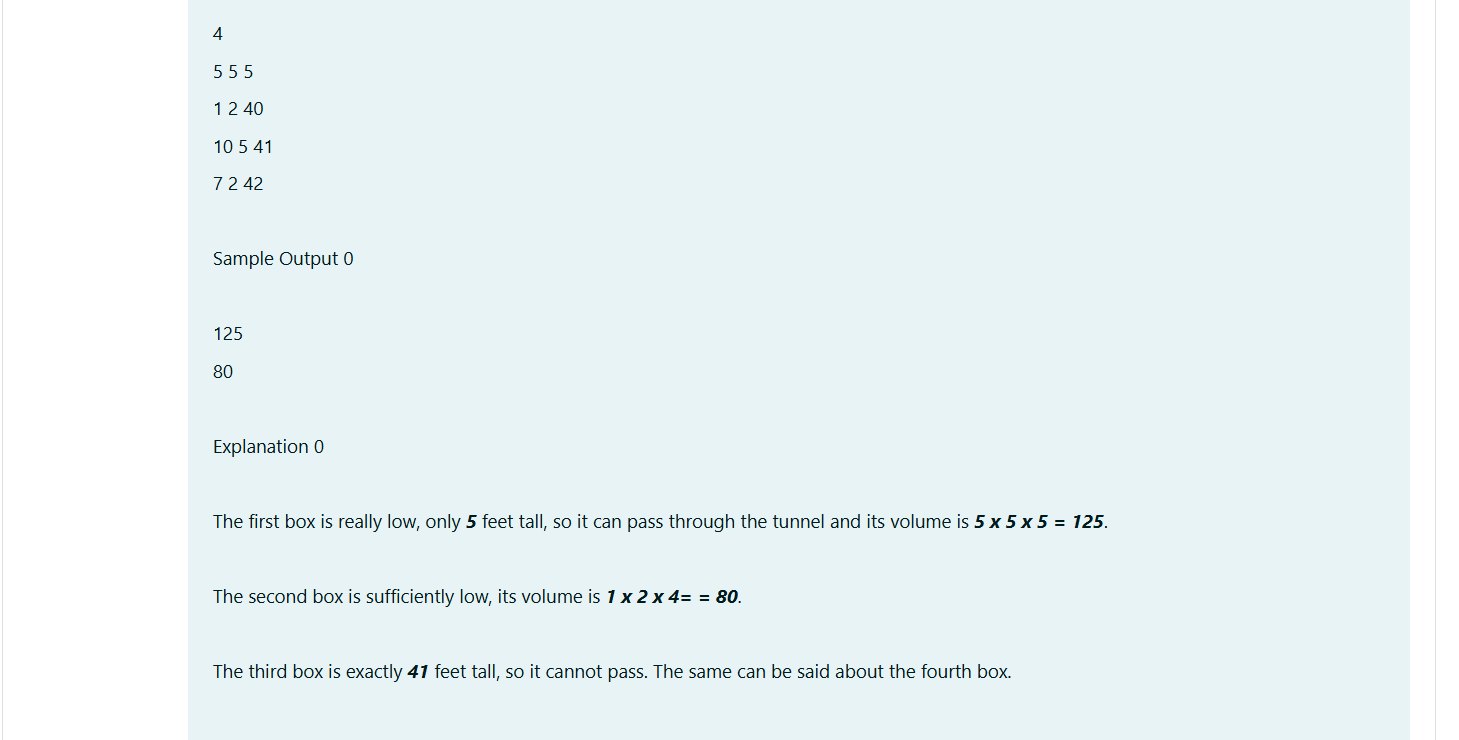 4
5 5 5
1 2 40
10 5 41
7 2 42
Sample Output 0
125
80
Explanation 0
The first box is really low, only 5 feet tall, so it can pass through the tunnel and its volume is 5 x 5 x 5 = 125.
The second box is sufficiently low, its volume is 1 x 2 x 4= = 80.
The third box is exactly 41 feet tall, so it cannot pass. The same can be said about the fourth box.